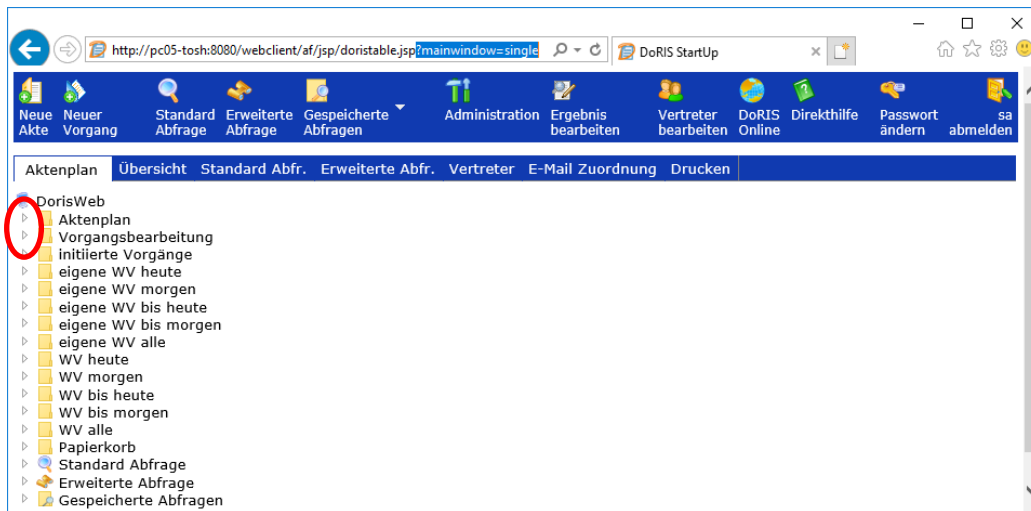 http://pc05-tosh:8080/webclient/af/jsp/doristable.jsp?mainwindow=single
DoRIS StartUp
Neue Akte
Neuer Vorgang
Standard Abfrage
Erweiterte Abfrage
Gespeicherte Abfragen
Administration
Ergebnis bearbeiten
Vertreter bearbeiten
DoRIS Online
Direkthilfe
Passwort ändern
sa abmelden
Aktenplan Übersicht Standard Abfr. Erweiterte Abfr. Vertreter E-Mail Zuordnung Drucken
DorisWeb
Aktenplan
Vorgangsbearbeitung
initiierte Vorgänge
eigene WV heute
eigene WV morgen
eigene WV bis heute
eigene WV bis morgen
eigene WV alle
WV heute
WV morgen
WV bis heute
WV bis morgen
WV alle
Papierkorb
Standard Abfrage
Erweiterte Abfrage
Gespeicherte Abfragen